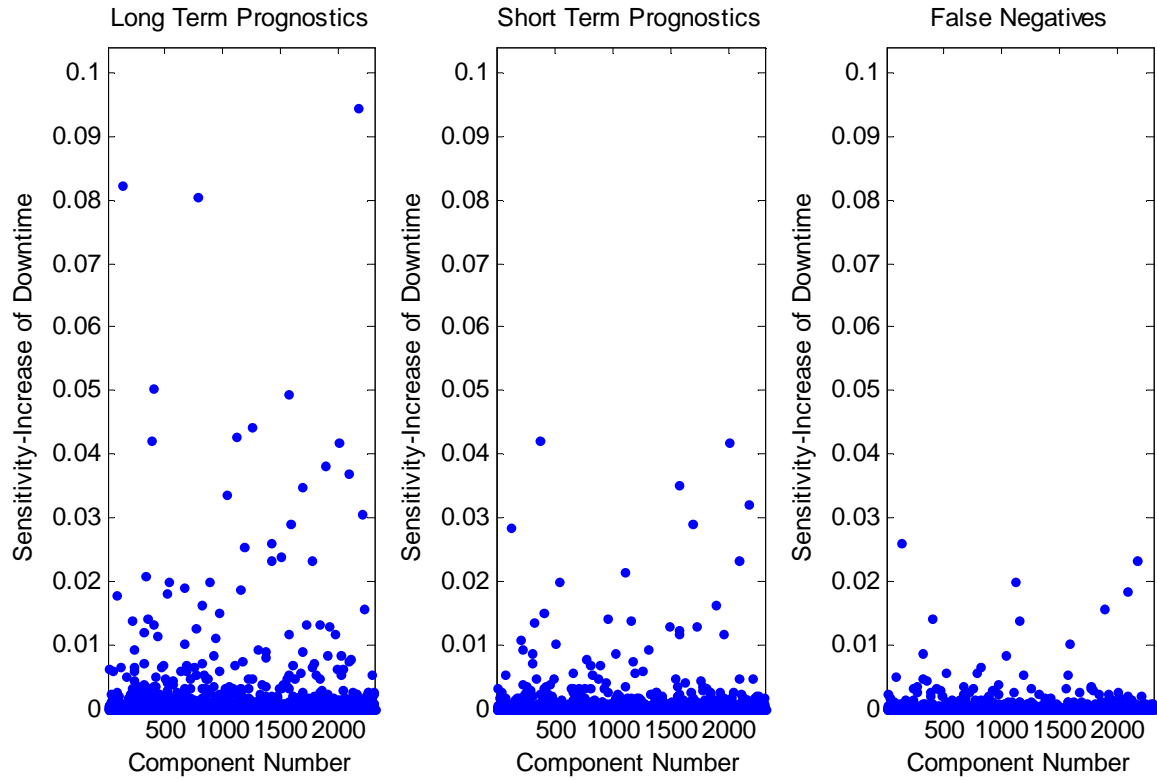 Long Term Prognostics
Short Term Prognostics
False Negatives
Sensitivity-Increase of Downtime
0.1
0.09
0.08
0.07
0.06
0.05
0.04
0.03
0.02
0.01
0
500 1000 1500 2000
Component Number
Sensitivity-Increase of Downtime
0.1
0.09
0.08
0.07
0.06
0.05
0.04
0.03
0.02
0.01
0
500 1000 1500 2000
Component Number
Sensitivity-Increase of Downtime
0.1
0.09
0.08
0.07
0.06
0.05
0.04
0.03
0.02
0.01
0
500 1000 1500 2000
Component Number